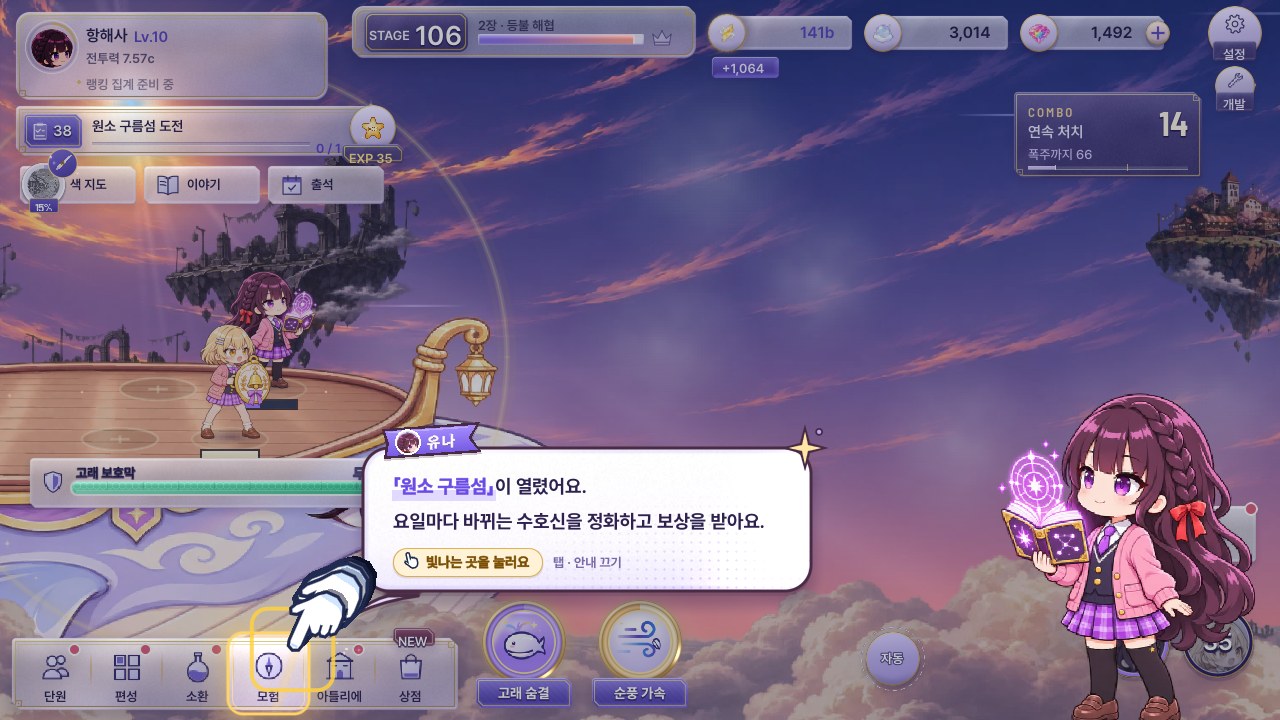 항해사 Lv.10
전투력 7.57c
랭킹 집계 준비 중
STAGE 106
2장 · 등불 해협
141b
+1,064
3,014
1,492
설정
개발
38
원소 구름섬 도전
0 / 1
EXP 35
색 지도
15%
이야기
출석
COMBO
연속 처치
14
폭주까지 66
고래 보호막
유나
「원소 구름섬」이 열렸어요.
요일마다 바뀌는 수호신을 정화하고 보상을 받아요.
빛나는 곳을 눌러요
탭 · 안내 끄기
단원
편성
소환
모험
아틀리에
NEW
상점
고래 숨결
순풍 가속
자동